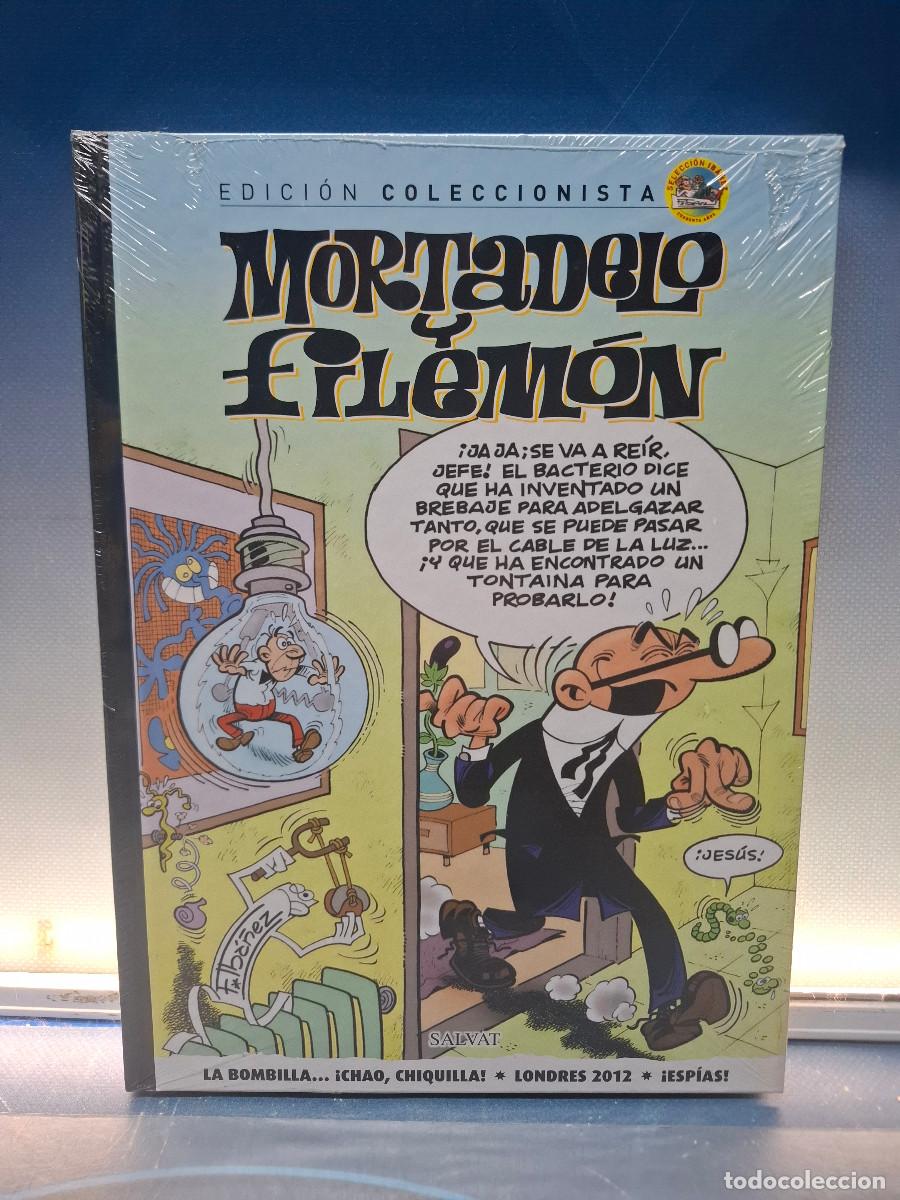 EDICIÓN COLECCIONISTA
CUARENTA AÑOS
MORTADELO
Y
FILEMÓN
¡JA JA; SE VA A REÍR,
JEFE! EL BACTERIO DICE
QUE HA INVENTADO UN
BREBAJE PARA ADELGAZAR
TANTO, QUE SE PUEDE PASAR
POR EL CABLE DE LA LUZ...
¡Y QUE HA ENCONTRADO UN
TONTAINA PARA
PROBARLO!
¡JESÚS!
F. Ibáñez
SALVAT
LA BOMBILLA... ¡CHAO, CHIQUILLA! ✷ LONDRES 2012 ✷ ¡ESPÍAS!
todocoleccion